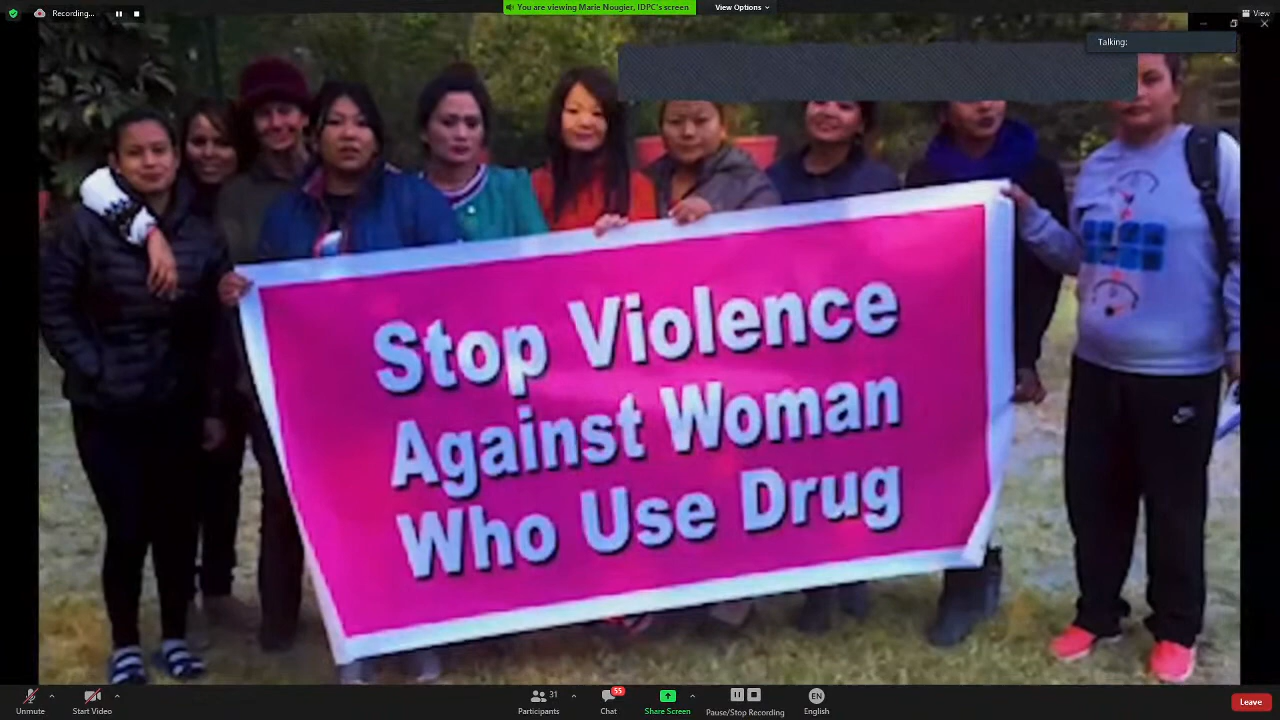 Recording...
You are viewing Marie Nougier, IDPC's screen
View Options
View
Talking:
Stop Violence
Against Woman
Who Use Drug
Unmute
Start Video
31
Participants
55
Chat
Share Screen
Pause/Stop Recording
EN
English
Leave